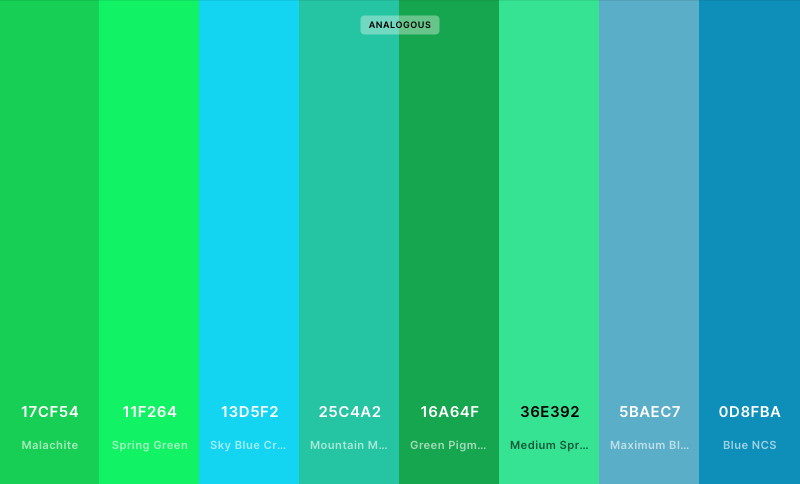 ANALOGOUS
17CF54 11F264 13D5F2 25C4A2 16A64F 36E392 5BAEC7 0D8FBA
Malachite Spring Green Sky Blue Cr... Mountain M... Green Pigm... Medium Spr... Maximum Bl... Blue NCS